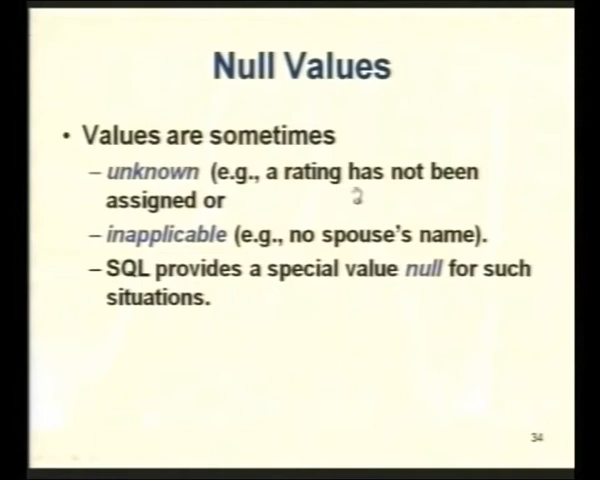 Null Values
• Values are sometimes
– unknown (e.g., a rating has not been
assigned or
– inapplicable (e.g., no spouse's name).
– SQL provides a special value null for such
situations.
34